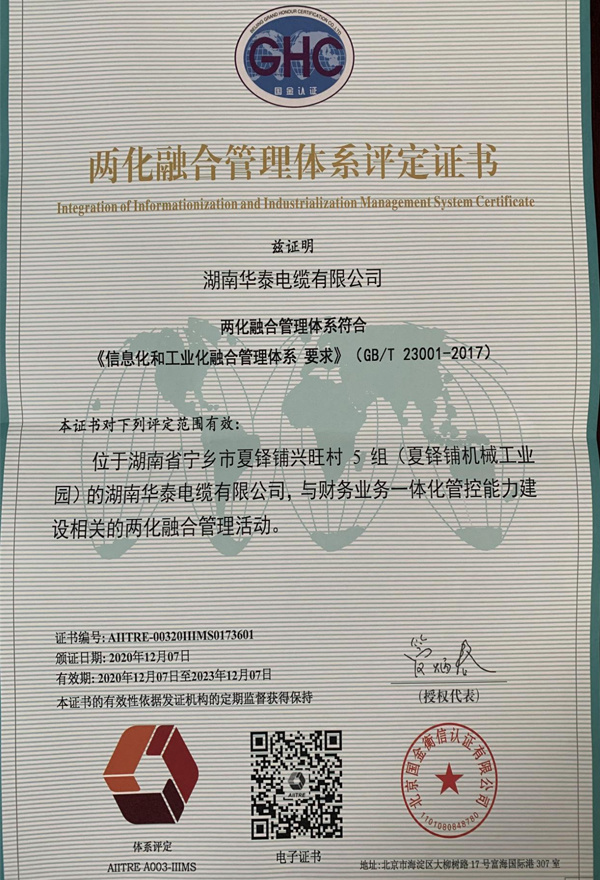 BEIJING GRAND HONOUR CERTIFICATION CO.,LTD.
GHC
国金认证
两化融合管理体系评定证书
Integration of Informationization and Industrialization Management System Certificate
兹证明
湖南华泰电缆有限公司
两化融合管理体系符合
《信息化和工业化融合管理体系 要求》（GB/T 23001-2017）
本证书对下列评定范围有效：
位于湖南省宁乡市夏铎铺兴旺村 5 组（夏铎铺机械工业
园）的湖南华泰电缆有限公司，与财务业务一体化管控能力建
设相关的两化融合管理活动。
证书编号: AIITRE-00320IIIMS0173601
颁证日期: 2020年12月07日
有效期: 2020年12月07日至2023年12月07日
本证书的有效性依据发证机构的定期监督获得保持
(授权代表)
体系评定
AIITRE A003-IIIMS
AIITRE
电子证书
北京国金衡信认证有限公司
1101080848780
地址:北京市海淀区大柳树路17号富海国际港307室